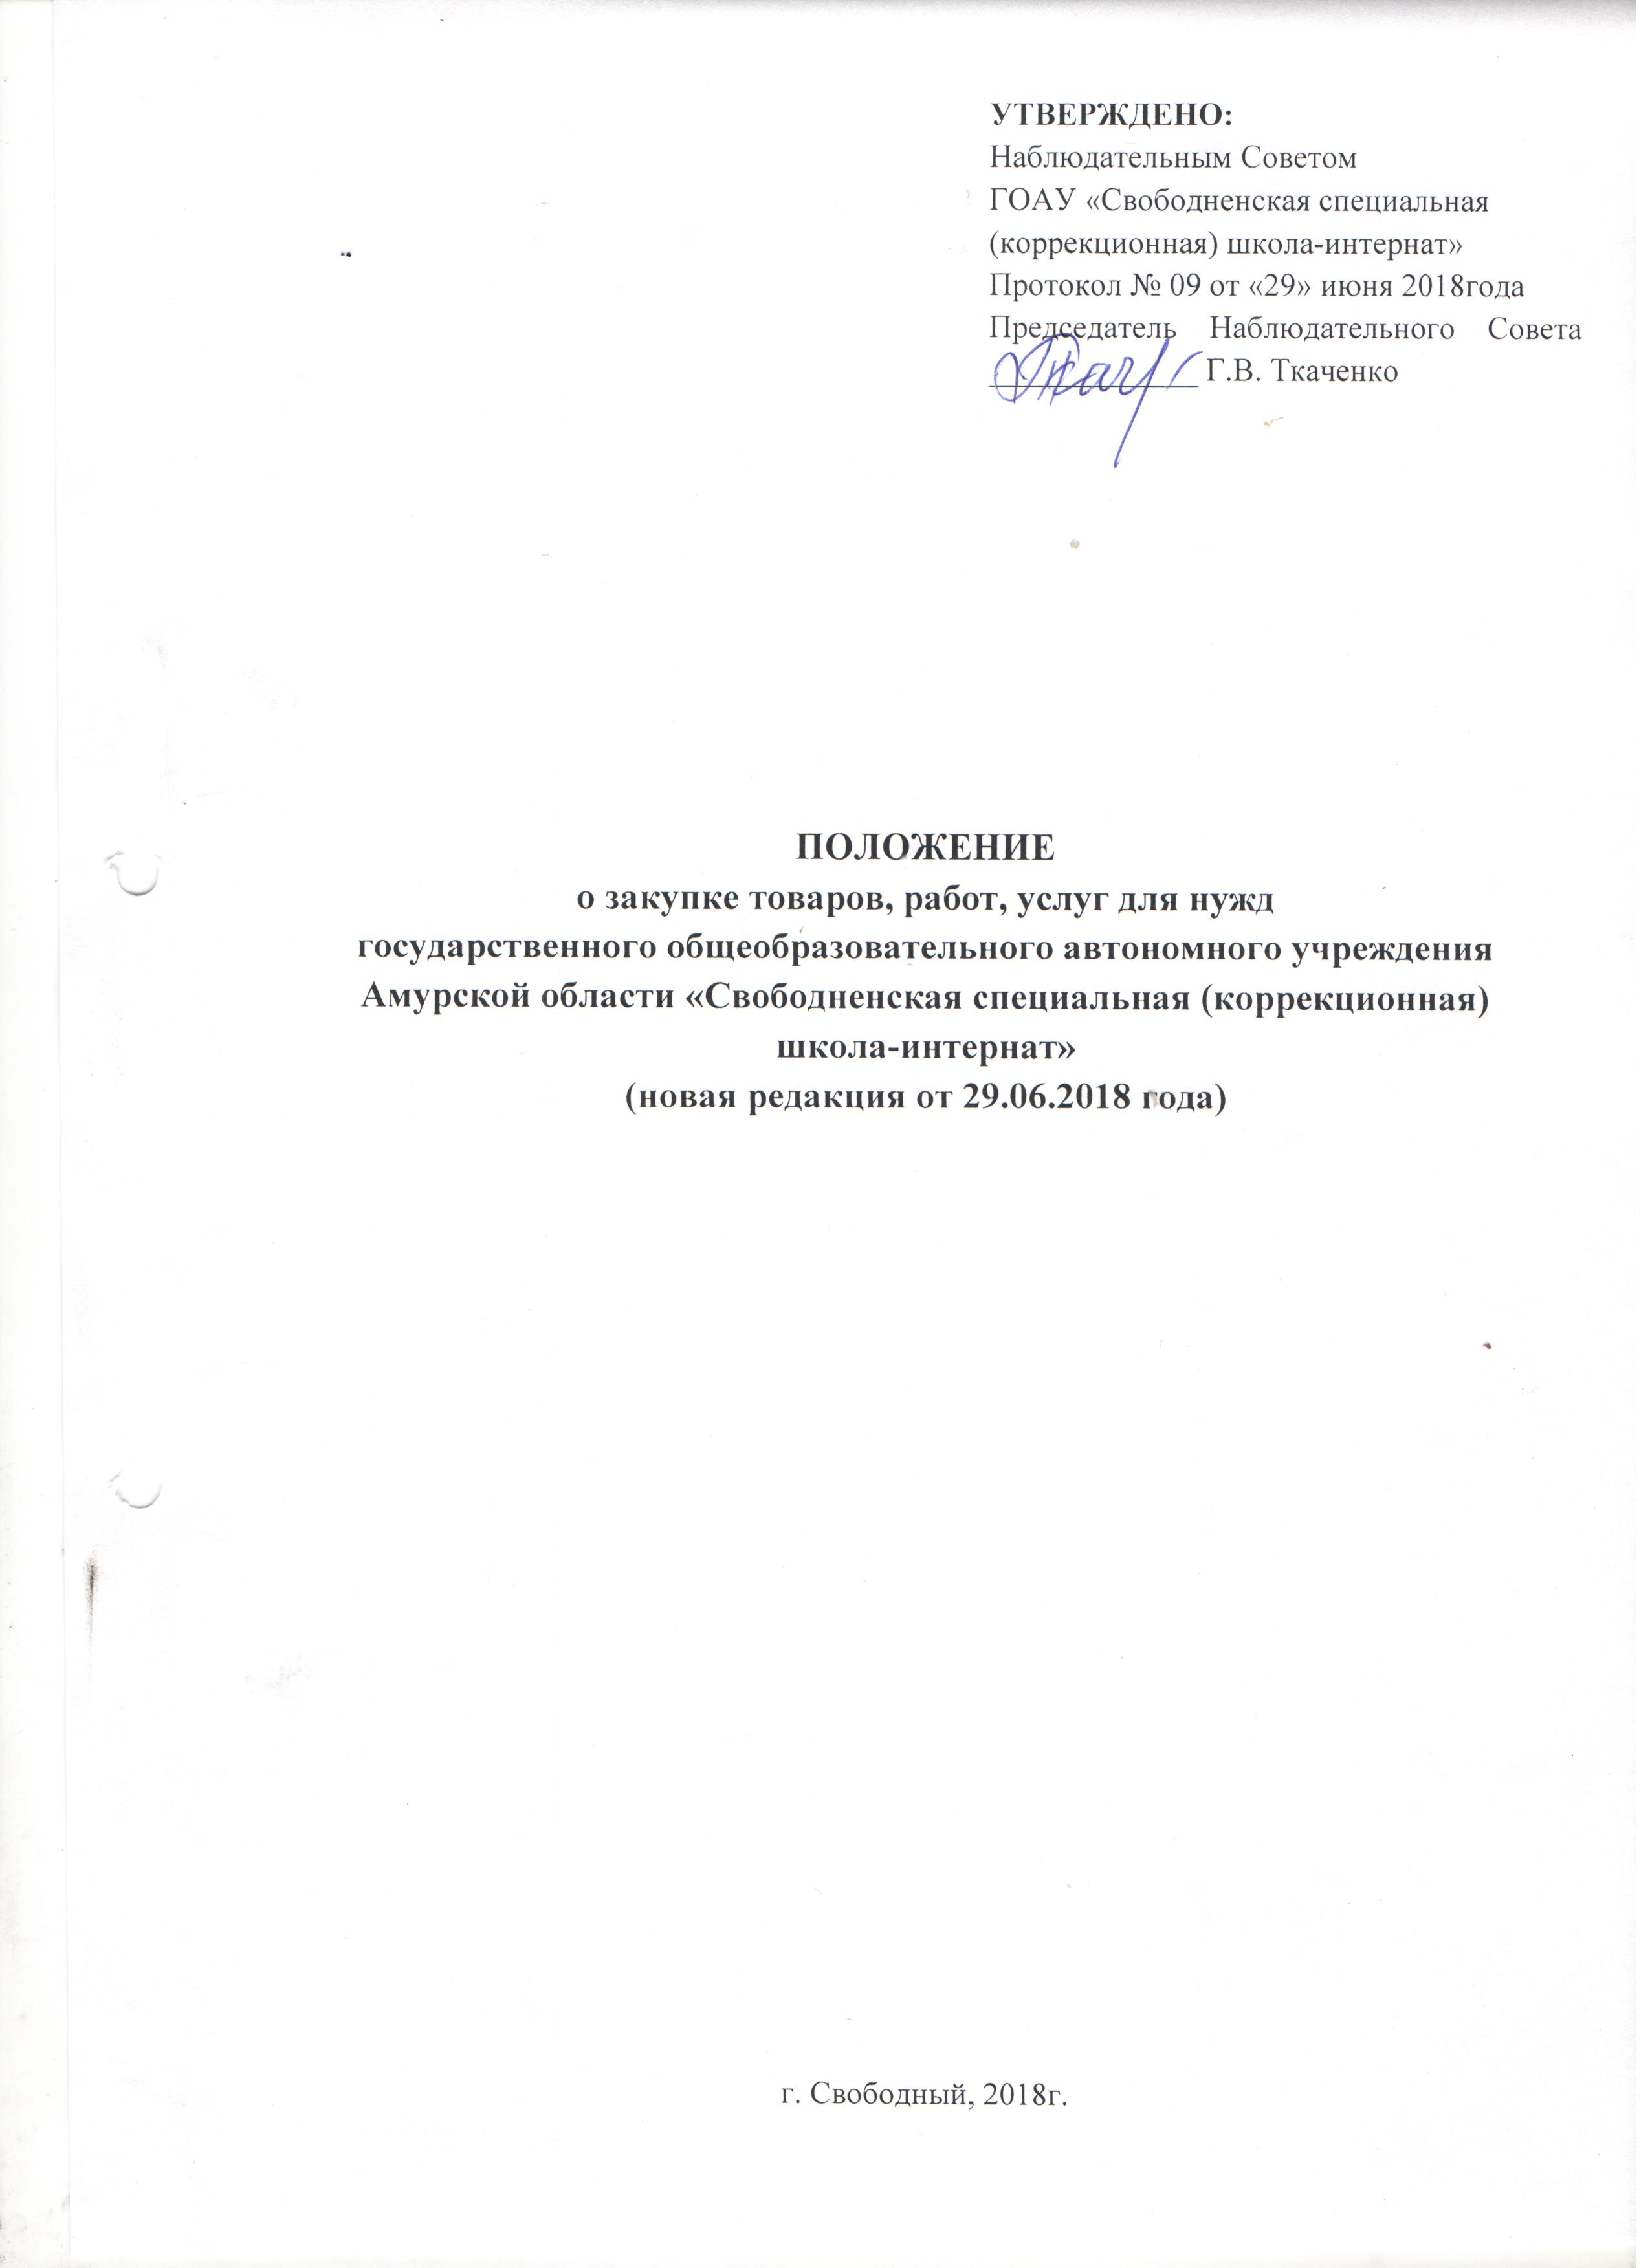 УТВЕРЖДЕНО:
Наблюдательным Советом
ГОАУ «Свободненская специальная
(коррекционная) школа-интернат»
Протокол № 09 от «29» июня 2018года
Председатель Наблюдательного Совета
Г.В. Ткаченко
ПОЛОЖЕНИЕ
о закупке товаров, работ, услуг для нужд
государственного общеобразовательного автономного учреждения
Амурской области «Свободненская специальная (коррекционная)
школа-интернат»
(новая редакция от 29.06.2018 года)
г. Свободный, 2018г.